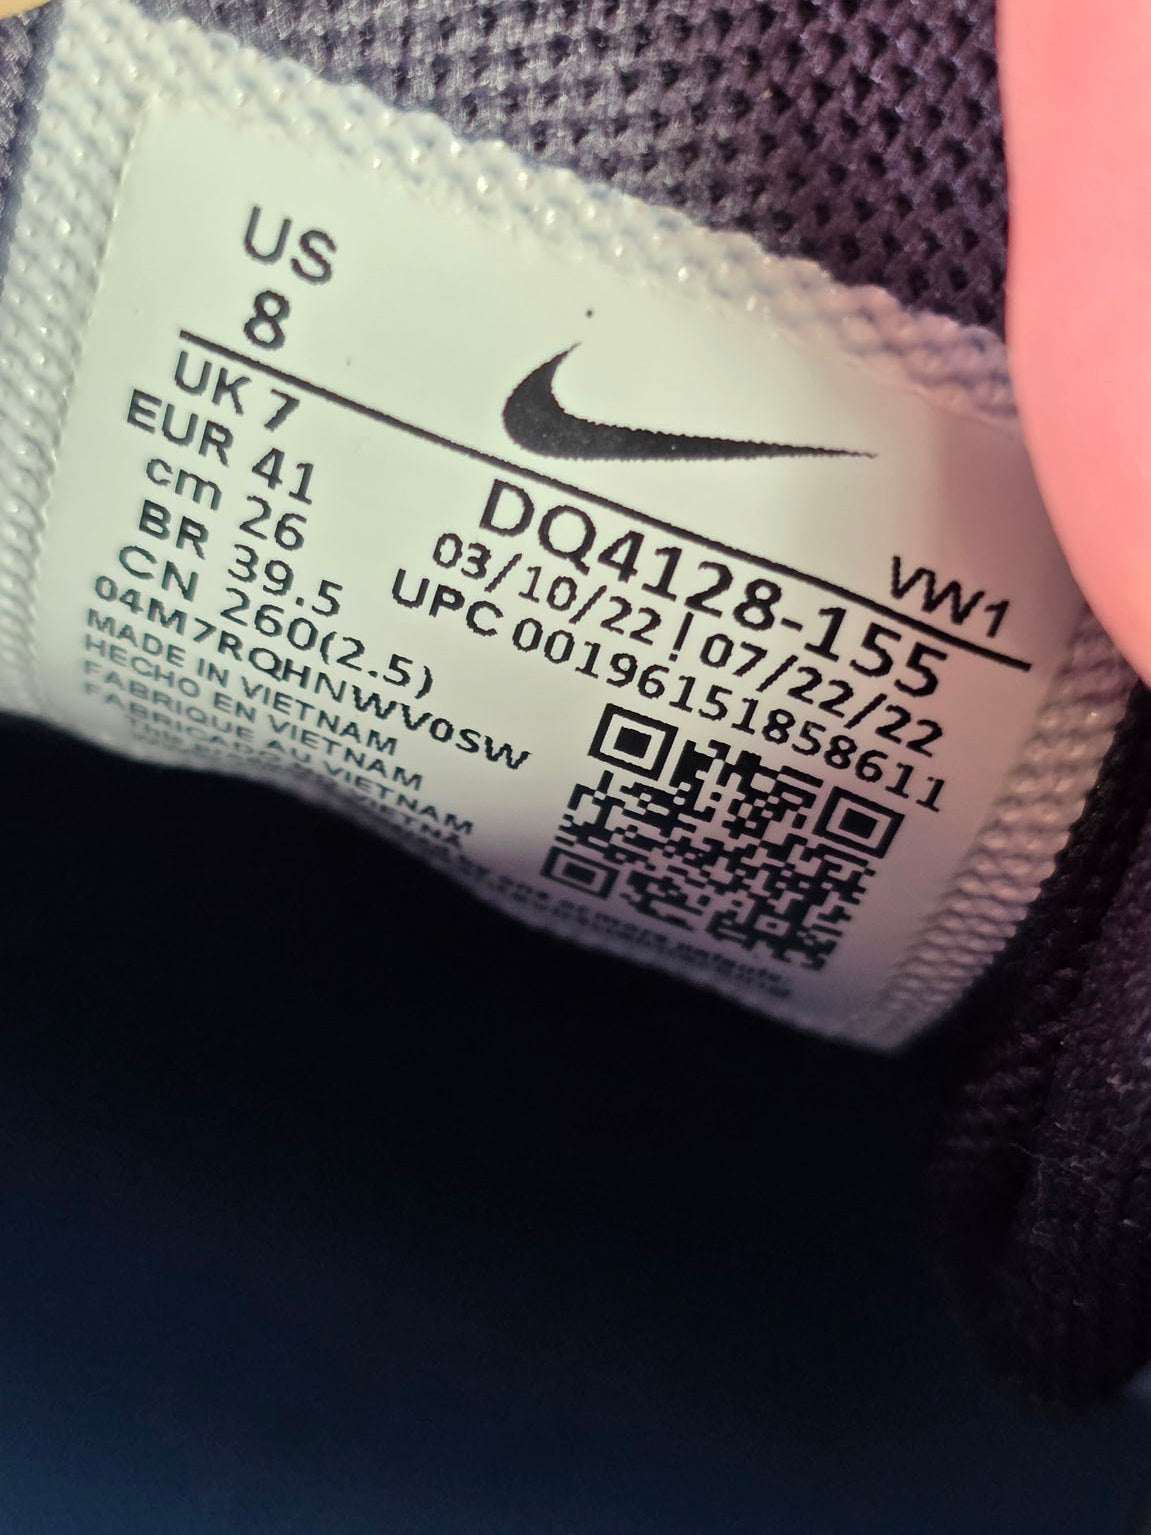 US
8
VW1
UK 7
EUR 41
cm 26
BR 39.5
CN 260(2.5)
04M7RQHNWV0SW
MADE IN VIETNAM
HECHO EN VIETNAM
FABRIQUE AU VIETNAM
DQ4128-155
03/10/22 ! 07/22/22
UPC 00196151858611